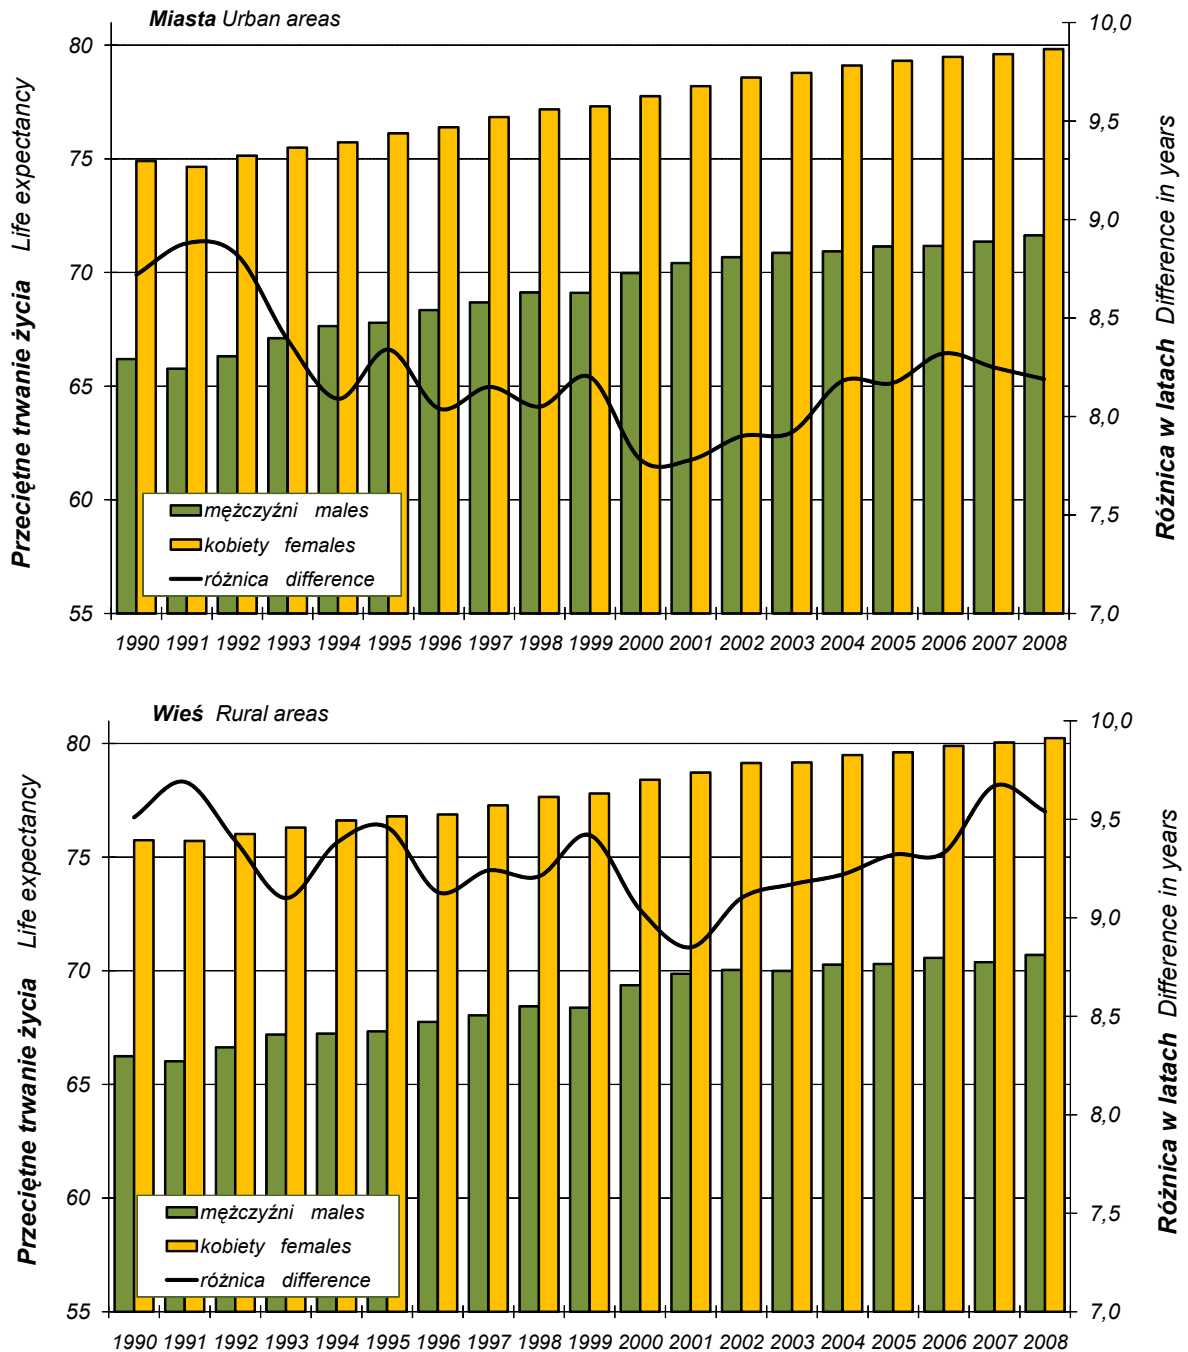 Miasta Urban areas
Przeciętne trwanie życia Life expectancy
80
75
70
65
60
55
10,0
9,5
9,0
8,5
8,0
7,5
7,0
Różnica w latach Difference in years
mężczyźni males
kobiety females
różnica difference
1990 1991 1992 1993 1994 1995 1996 1997 1998 1999 2000 2001 2002 2003 2004 2005 2006 2007 2008
Wieś Rural areas
Przeciętne trwanie życia Life expectancy
80
75
70
65
60
55
10,0
9,5
9,0
8,5
8,0
7,5
7,0
Różnica w latach Difference in years
mężczyźni males
kobiety females
różnica difference
1990 1991 1992 1993 1994 1995 1996 1997 1998 1999 2000 2001 2002 2003 2004 2005 2006 2007 2008